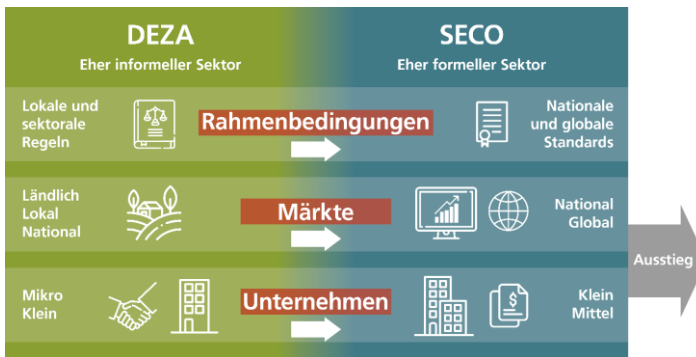 DEZA
Eher informeller Sektor
SECO
Eher formeller Sektor
Lokale und
sektorale
Regeln
Rahmenbedingungen
Nationale
und globale
Standards
Ländlich
Lokal
National
Märkte
National
Global
Mikro
Klein
Unternehmen
$
Klein
Mittel
Ausstieg